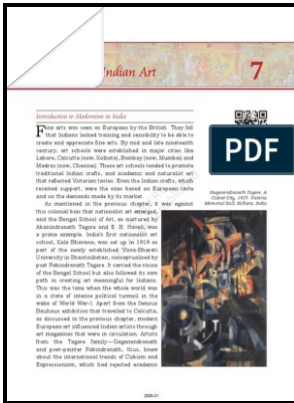 Indian Art
7
Introduction to Modernism in India
Fine arts was seen as European by the British. They felt
that Indians lacked training and sensibility to be able to
create and appreciate fine arts. By mid and late nineteenth
century, art schools were established in major cities like
Lahore, Calcutta (now, Kolkata), Bombay (now, Mumbai) and
Madras (now, Chennai). These art schools tended to promote
traditional Indian crafts, and academic and naturalist art
that reflected Victorian tastes. Even the Indian crafts, which
received support, were the ones based on European taste
and on the demands made by its market.
As mentioned in the previous chapter, it was against
this colonial bias that nationalist art emerged,
and the Bengal School of Art, as nurtured by
Abanindranath Tagore and E. B. Havell, was
a prime example. India's first nationalist art
school, Kala Bhavana, was set up in 1919 as
part of the newly established Visva-Bharati
University in Shantiniketan, conceptualised by
poet Rabindranath Tagore. It carried the vision
of the Bengal School but also followed its own
path in creating art meaningful for Indians.
This was the time when the whole world was
in a state of intense political turmoil in the
wake of World War-I. Apart from the famous
Bauhaus exhibition that travelled to Calcutta,
as discussed in the previous chapter, modern
European art influenced Indian artists through
art magazines that were in circulation. Artists
from the Tagore family—Gaganendranath
and poet-painter Rabindranath, thus, knew
about the international trends of Cubism and
Expressionism, which had rejected academic
PDF
Gaganendranath Tagore. A
Cubist City, 1925. Victoria
Memorial Hall, Kolkata, India
2020-21